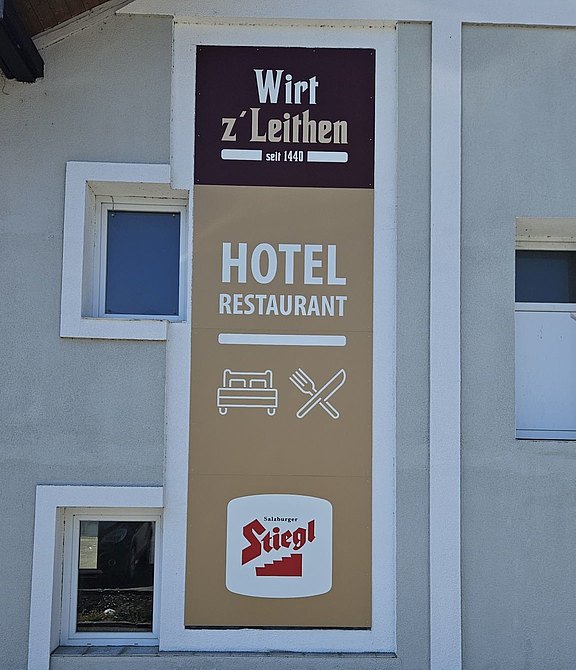 Wirt
z´Leithen
seit 1440
HOTEL
RESTAURANT
Salzburger
Stiegl